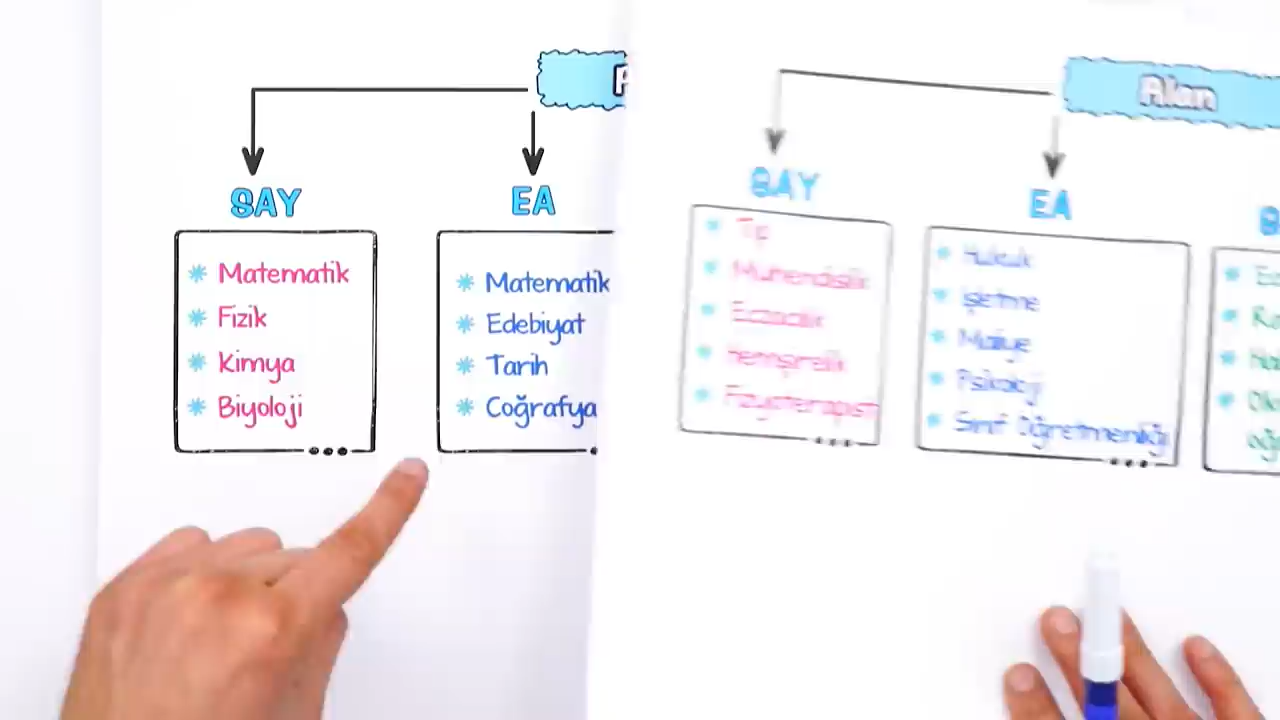 SAY
EA
Matematik
Fizik
Kimya
Biyoloji
Matematik
Edebiyat
Tarih
Coğrafya
Alan
SAY
EA
Tıp
Mühendislik
Eczacılık
Hemşirelik
Fizyoterapist
Hukuk
İşletme
Maliye
Psikoloji
Sınıf Öğretmenliği